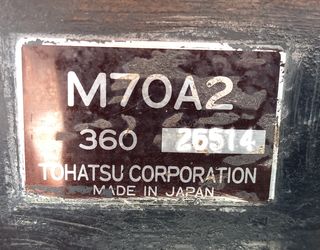 M70A2
360 26514
TOHATSU CORPORATION
MADE IN JAPAN